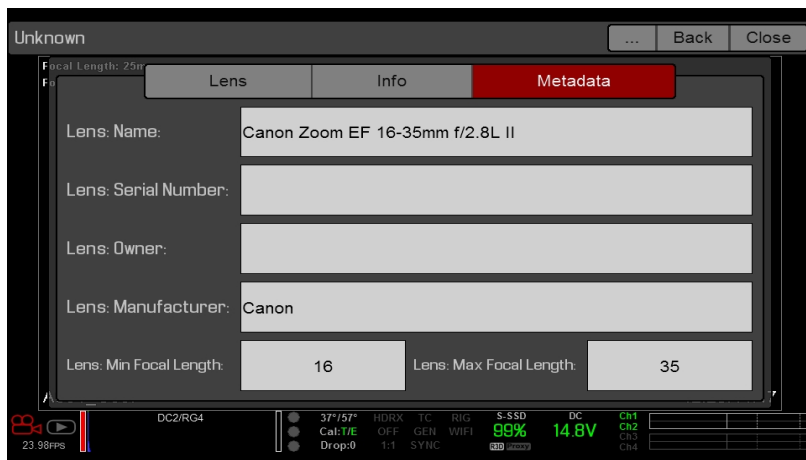 Unknown ... Back Close
Focal Length: 25m
Lens Info Metadata
Lens: Name: Canon Zoom EF 16-35mm f/2.8L II
Lens: Serial Number:
Lens: Owner:
Lens: Manufacturer: Canon
Lens: Min Focal Length: 16 Lens: Max Focal Length: 35
DC2/RG4 37°/57° HDRX TC RIG S-SSD DC Ch1
Cal:T/E OFF GEN WIFI 99% 14.8V Ch2
23.98FPS Drop:0 1:1 SYNC R3D Proxy Ch3
Ch4